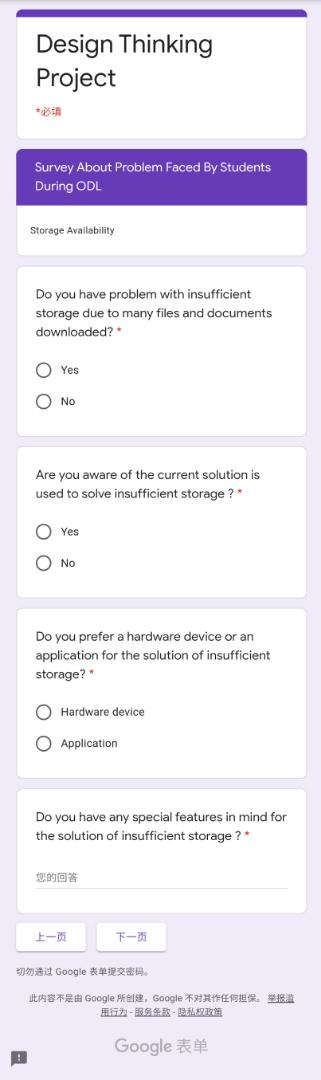 Design Thinking
Project
*必填
Survey About Problem Faced By Students
During ODL
Storage Availability
Do you have problem with insufficient
storage due to many files and documents
downloaded? *
Yes
No
Are you aware of the current solution is
used to solve insufficient storage ? *
Yes
No
Do you prefer a hardware device or an
application for the solution of insufficient
storage? *
Hardware device
Application
Do you have any special features in mind for
the solution of insufficient storage ? *
您的回答
上一页 下一页
切勿通过 Google 表单提交密码。
此内容不是由 Google 所创建，Google 不对其作任何担保。 举报滥
用行为 - 服务条款 - 隐私权政策
Google 表单